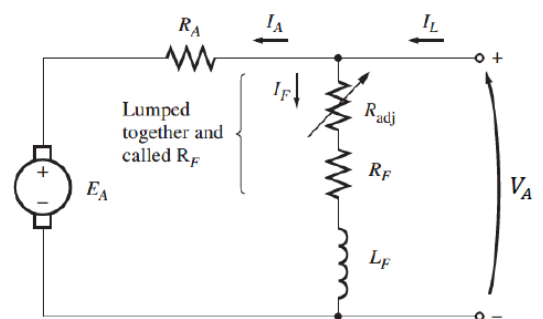 R_A
I_A
I_L
+
I_F
R_adj
Lumped
together and
called R_F
R_F
+
E_A
V_A
–
L_F
–